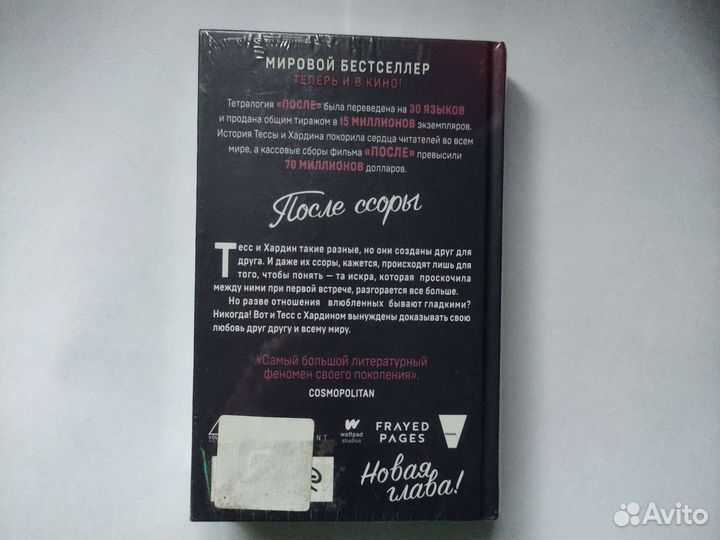 МИРОВОЙ БЕСТСЕЛЛЕР
ТЕПЕРЬ И В КИНО!
Тетралогия «ПОСЛЕ» была переведена на 30 ЯЗЫКОВ
и продана общим тиражом в 15 МИЛЛИОНОВ экземпляров.
История Тессы и Хардина покорила сердца читателей во всем
мире, а кассовые сборы фильма «ПОСЛЕ» превысили
70 МИЛЛИОНОВ долларов.
После ссоры
Тесс и Хардин такие разные, но они созданы друг для
друга. И даже их ссоры, кажется, происходят лишь для
того, чтобы понять — та искра, которая проскочила
между ними при первой встрече, разгорается все больше.
Но разве отношения влюбленных бывают гладкими?
Никогда! Вот и Тесс с Хардином вынуждены доказывать свою
любовь друг другу и всему миру.
«Самый большой литературный
феномен своего поколения».
COSMOPOLITAN
wattpad
studios
FRAYED
PAGES
Новая
глава!
Avito